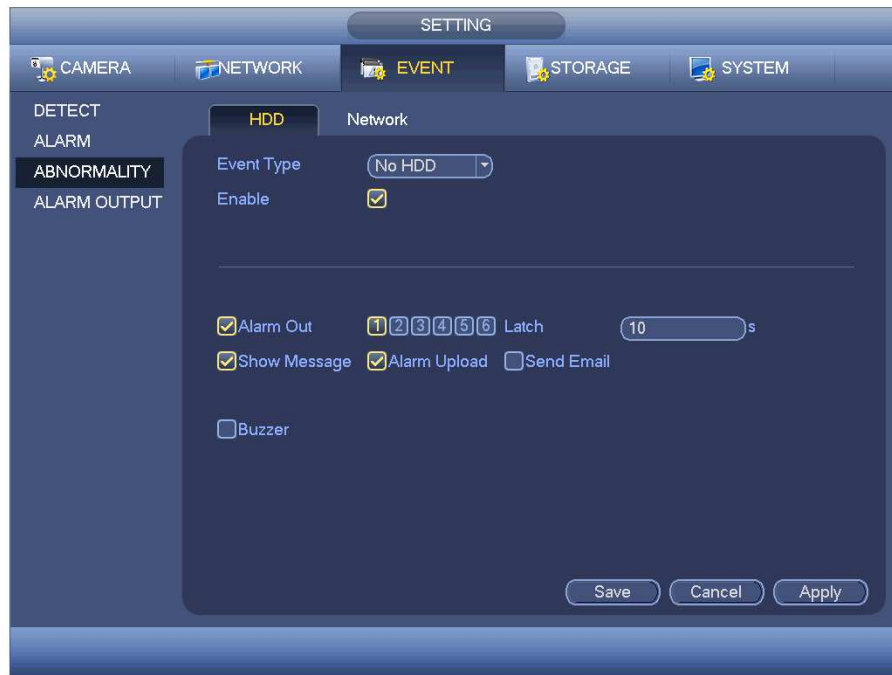 SETTING
CAMERA NETWORK EVENT STORAGE SYSTEM
DETECT
ALARM
ABNORMALITY
ALARM OUTPUT
HDD Network
Event Type No HDD
Enable
Alarm Out 1 2 3 4 5 6 Latch 10 s
Show Message Alarm Upload Send Email
Buzzer
Save Cancel Apply